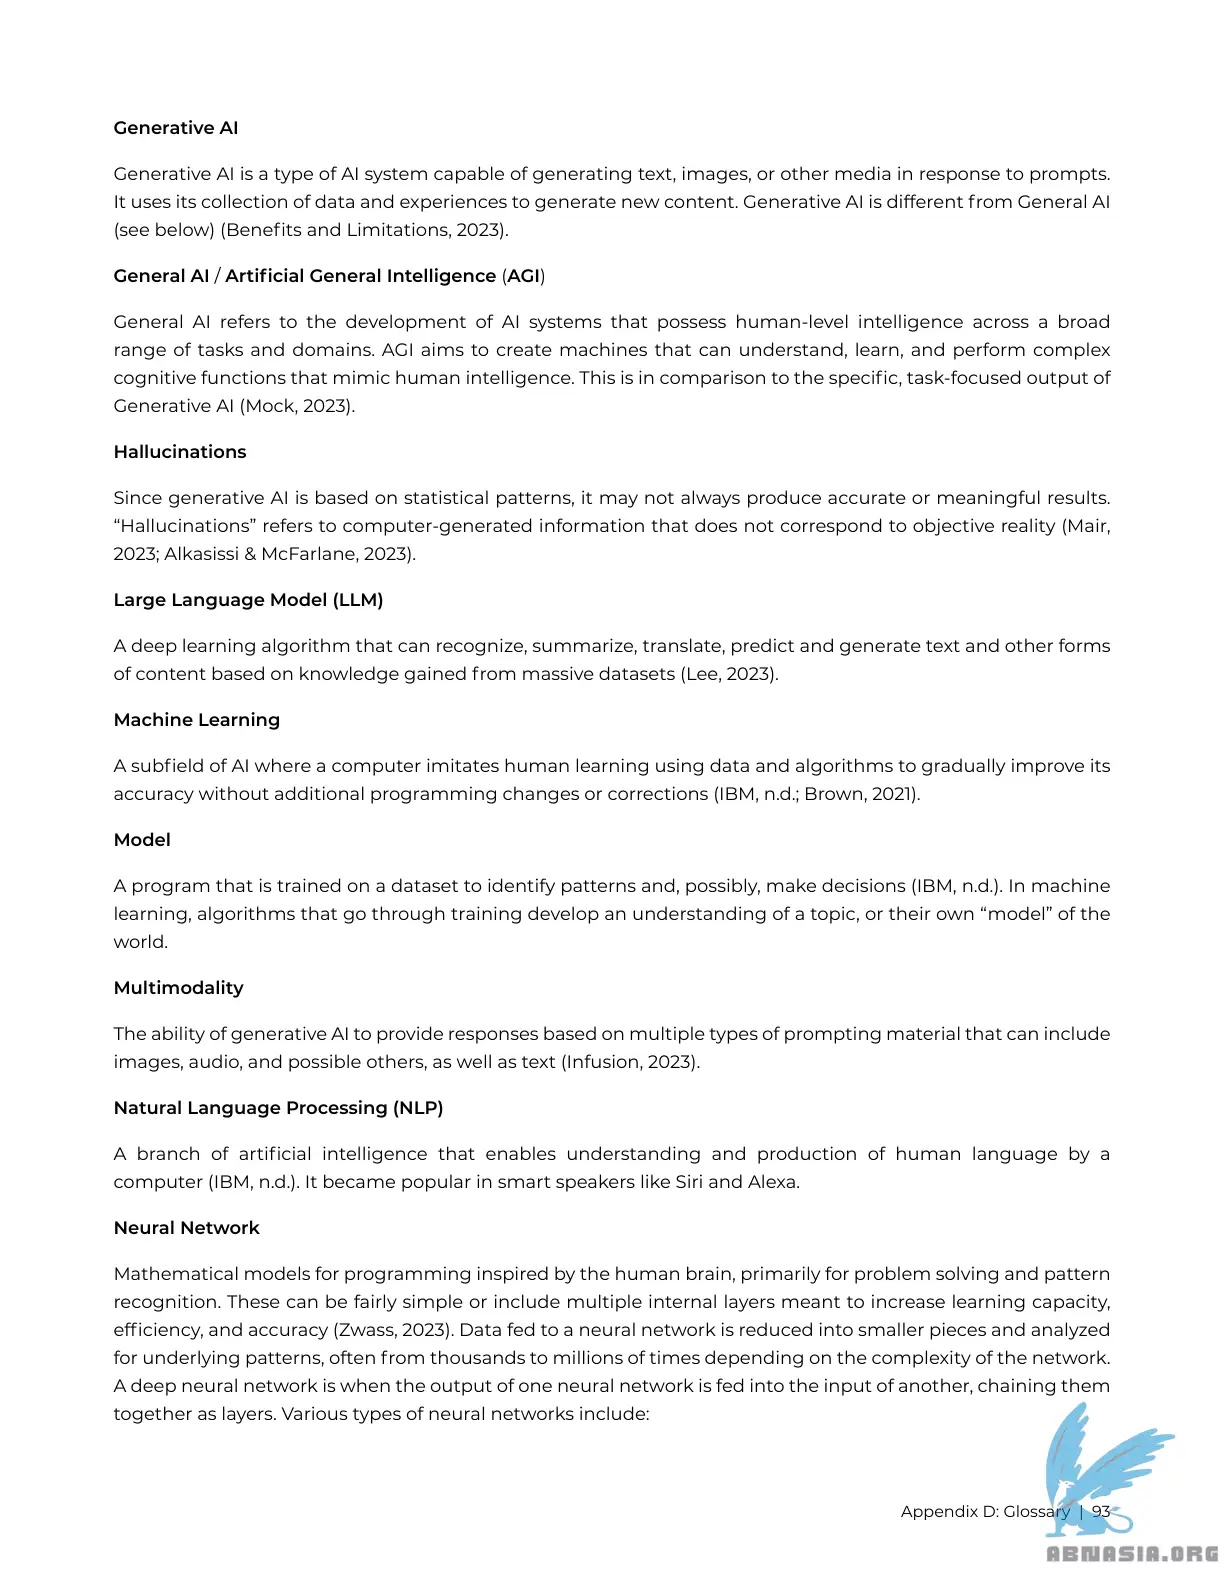 Generative AI
Generative AI is a type of AI system capable of generating text, images, or other media in response to prompts.
It uses its collection of data and experiences to generate new content. Generative AI is different from General AI
(see below) (Benefits and Limitations, 2023).
General AI / Artificial General Intelligence (AGI)
General AI refers to the development of AI systems that possess human-level intelligence across a broad
range of tasks and domains. AGI aims to create machines that can understand, learn, and perform complex
cognitive functions that mimic human intelligence. This is in comparison to the specific, task-focused output of
Generative AI (Mock, 2023).
Hallucinations
Since generative AI is based on statistical patterns, it may not always produce accurate or meaningful results.
“Hallucinations” refers to computer-generated information that does not correspond to objective reality (Mair,
2023; Alkasissi & McFarlane, 2023).
Large Language Model (LLM)
A deep learning algorithm that can recognize, summarize, translate, predict and generate text and other forms
of content based on knowledge gained from massive datasets (Lee, 2023).
Machine Learning
A subfield of AI where a computer imitates human learning using data and algorithms to gradually improve its
accuracy without additional programming changes or corrections (IBM, n.d.; Brown, 2021).
Model
A program that is trained on a dataset to identify patterns and, possibly, make decisions (IBM, n.d.). In machine
learning, algorithms that go through training develop an understanding of a topic, or their own “model” of the
world.
Multimodality
The ability of generative AI to provide responses based on multiple types of prompting material that can include
images, audio, and possible others, as well as text (Infusion, 2023).
Natural Language Processing (NLP)
A branch of artificial intelligence that enables understanding and production of human language by a
computer (IBM, n.d.). It became popular in smart speakers like Siri and Alexa.
Neural Network
Mathematical models for programming inspired by the human brain, primarily for problem solving and pattern
recognition. These can be fairly simple or include multiple internal layers meant to increase learning capacity,
efficiency, and accuracy (Zwass, 2023). Data fed to a neural network is reduced into smaller pieces and analyzed
for underlying patterns, often from thousands to millions of times depending on the complexity of the network.
A deep neural network is when the output of one neural network is fed into the input of another, chaining them
together as layers. Various types of neural networks include:
Appendix D: Glossary | 93
ABNASIA.ORG